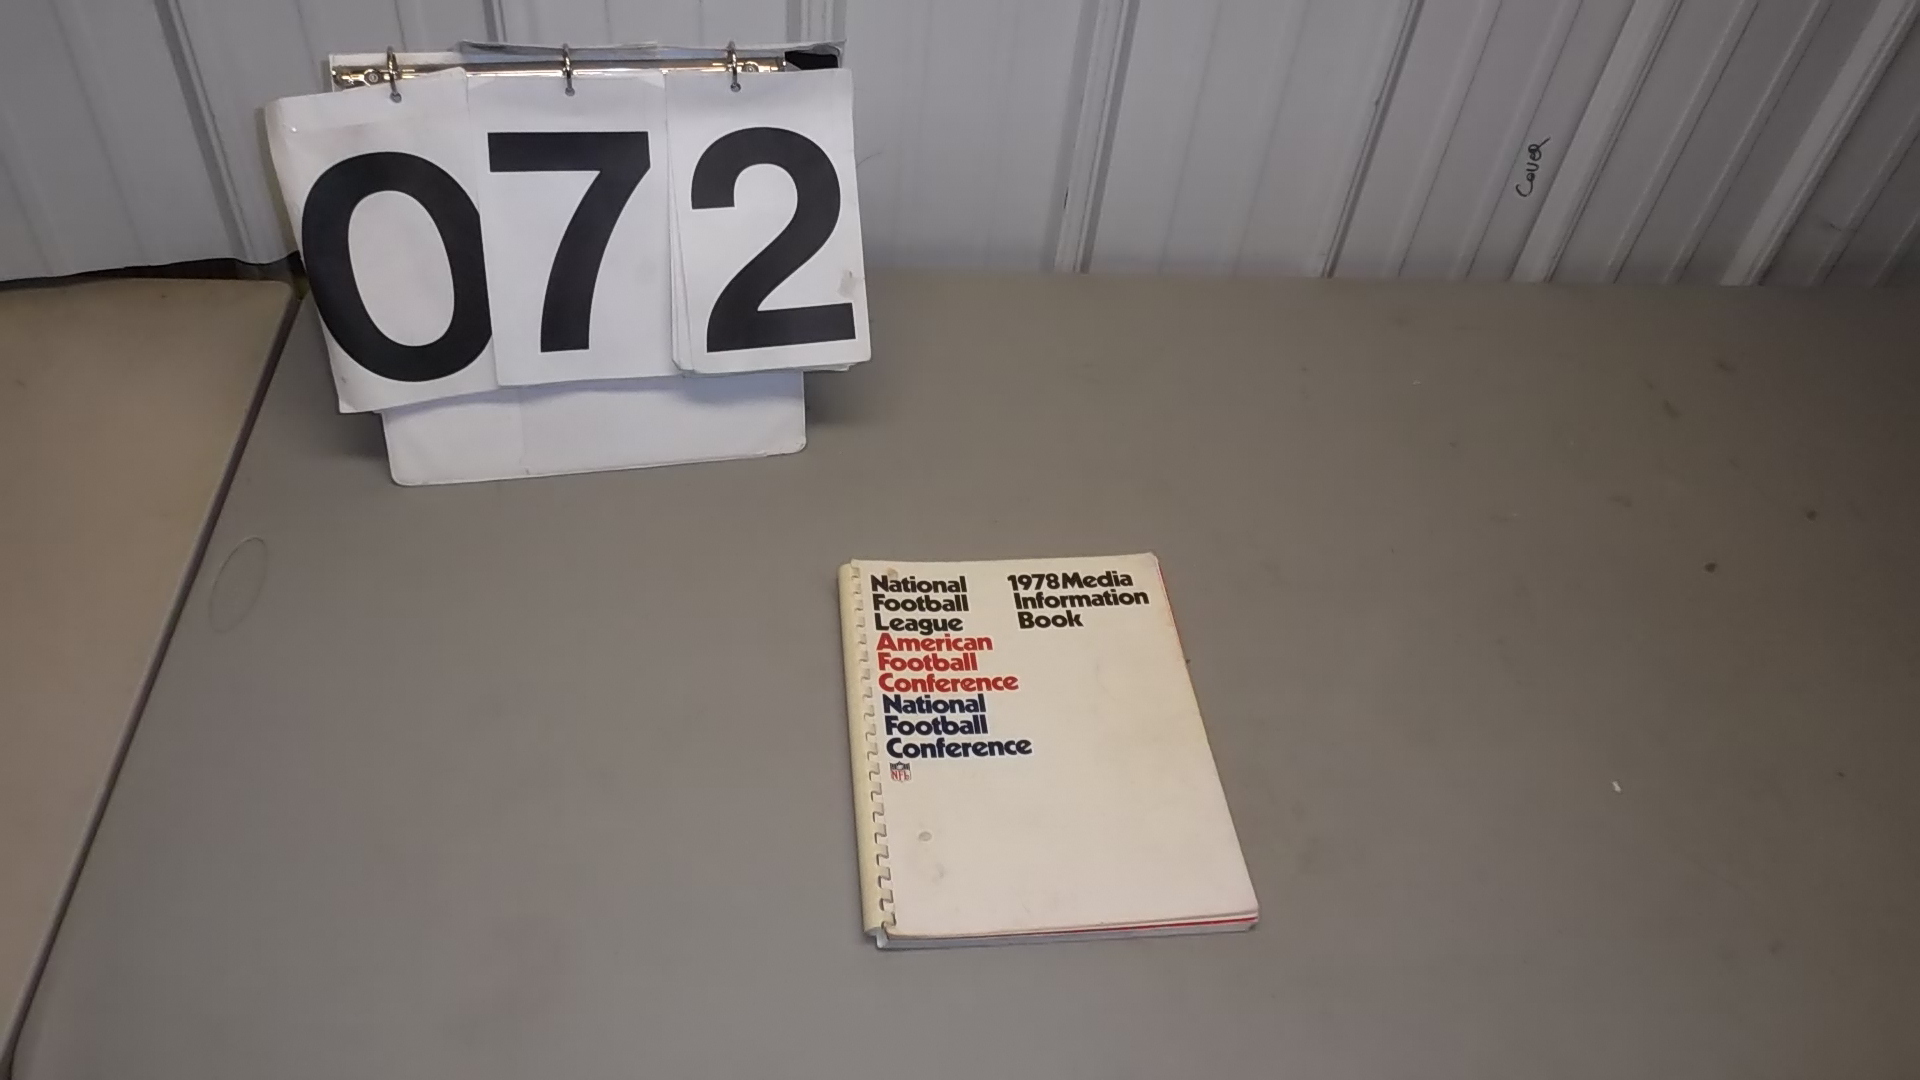 072
COVER
National
Football
League
American
Football
Conference
National
Football
Conference
NFL
1978 Media
Information
Book